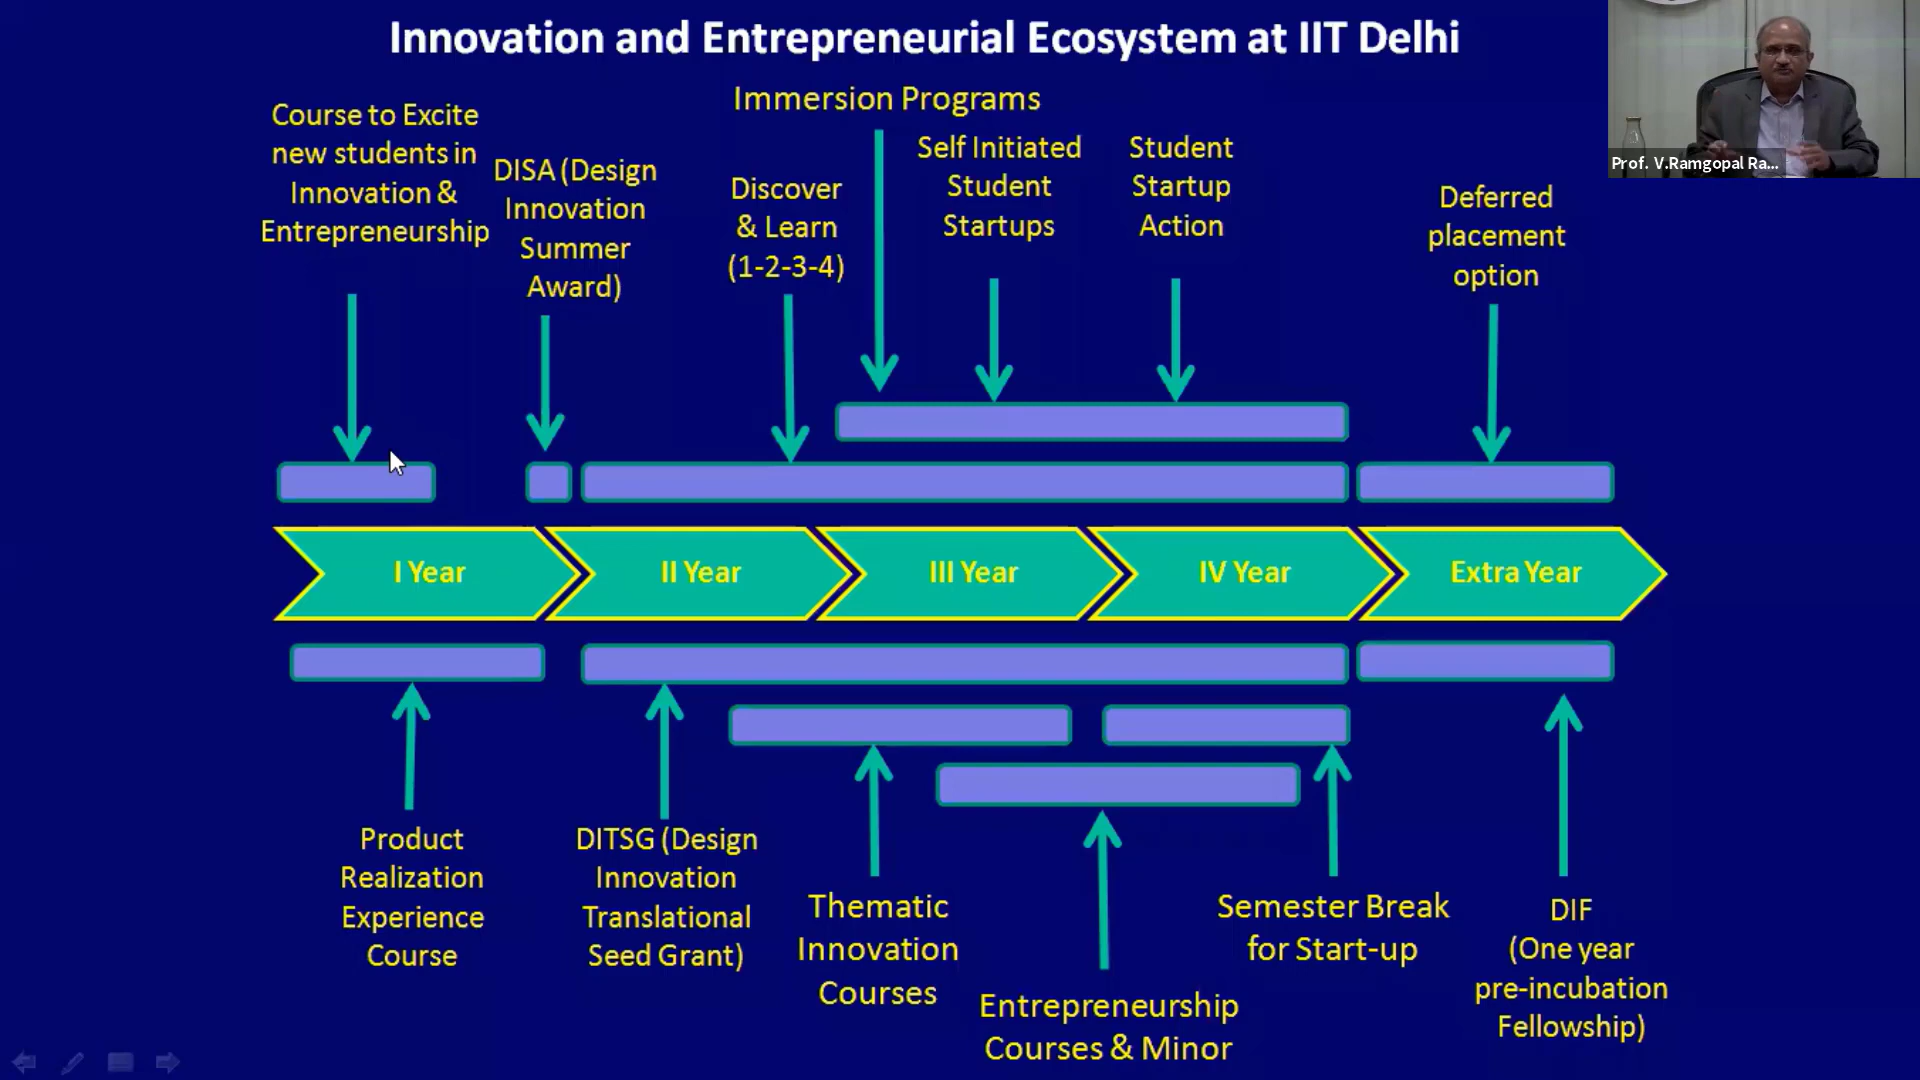 Innovation and Entrepreneurial Ecosystem at IIT Delhi
Prof. V.Ramgopal Ra...
Course to Excite
new students in
Innovation &
Entrepreneurship
DISA (Design
Innovation
Summer
Award)
Immersion Programs
Discover
& Learn
(1-2-3-4)
Self Initiated
Student
Startups
Student
Startup
Action
Deferred
placement
option
I Year
II Year
III Year
IV Year
Extra Year
Product
Realization
Experience
Course
DITSG (Design
Innovation
Translational
Seed Grant)
Thematic
Innovation
Courses
Entrepreneurship
Courses & Minor
Semester Break
for Start-up
DIF
(One year
pre-incubation
Fellowship)